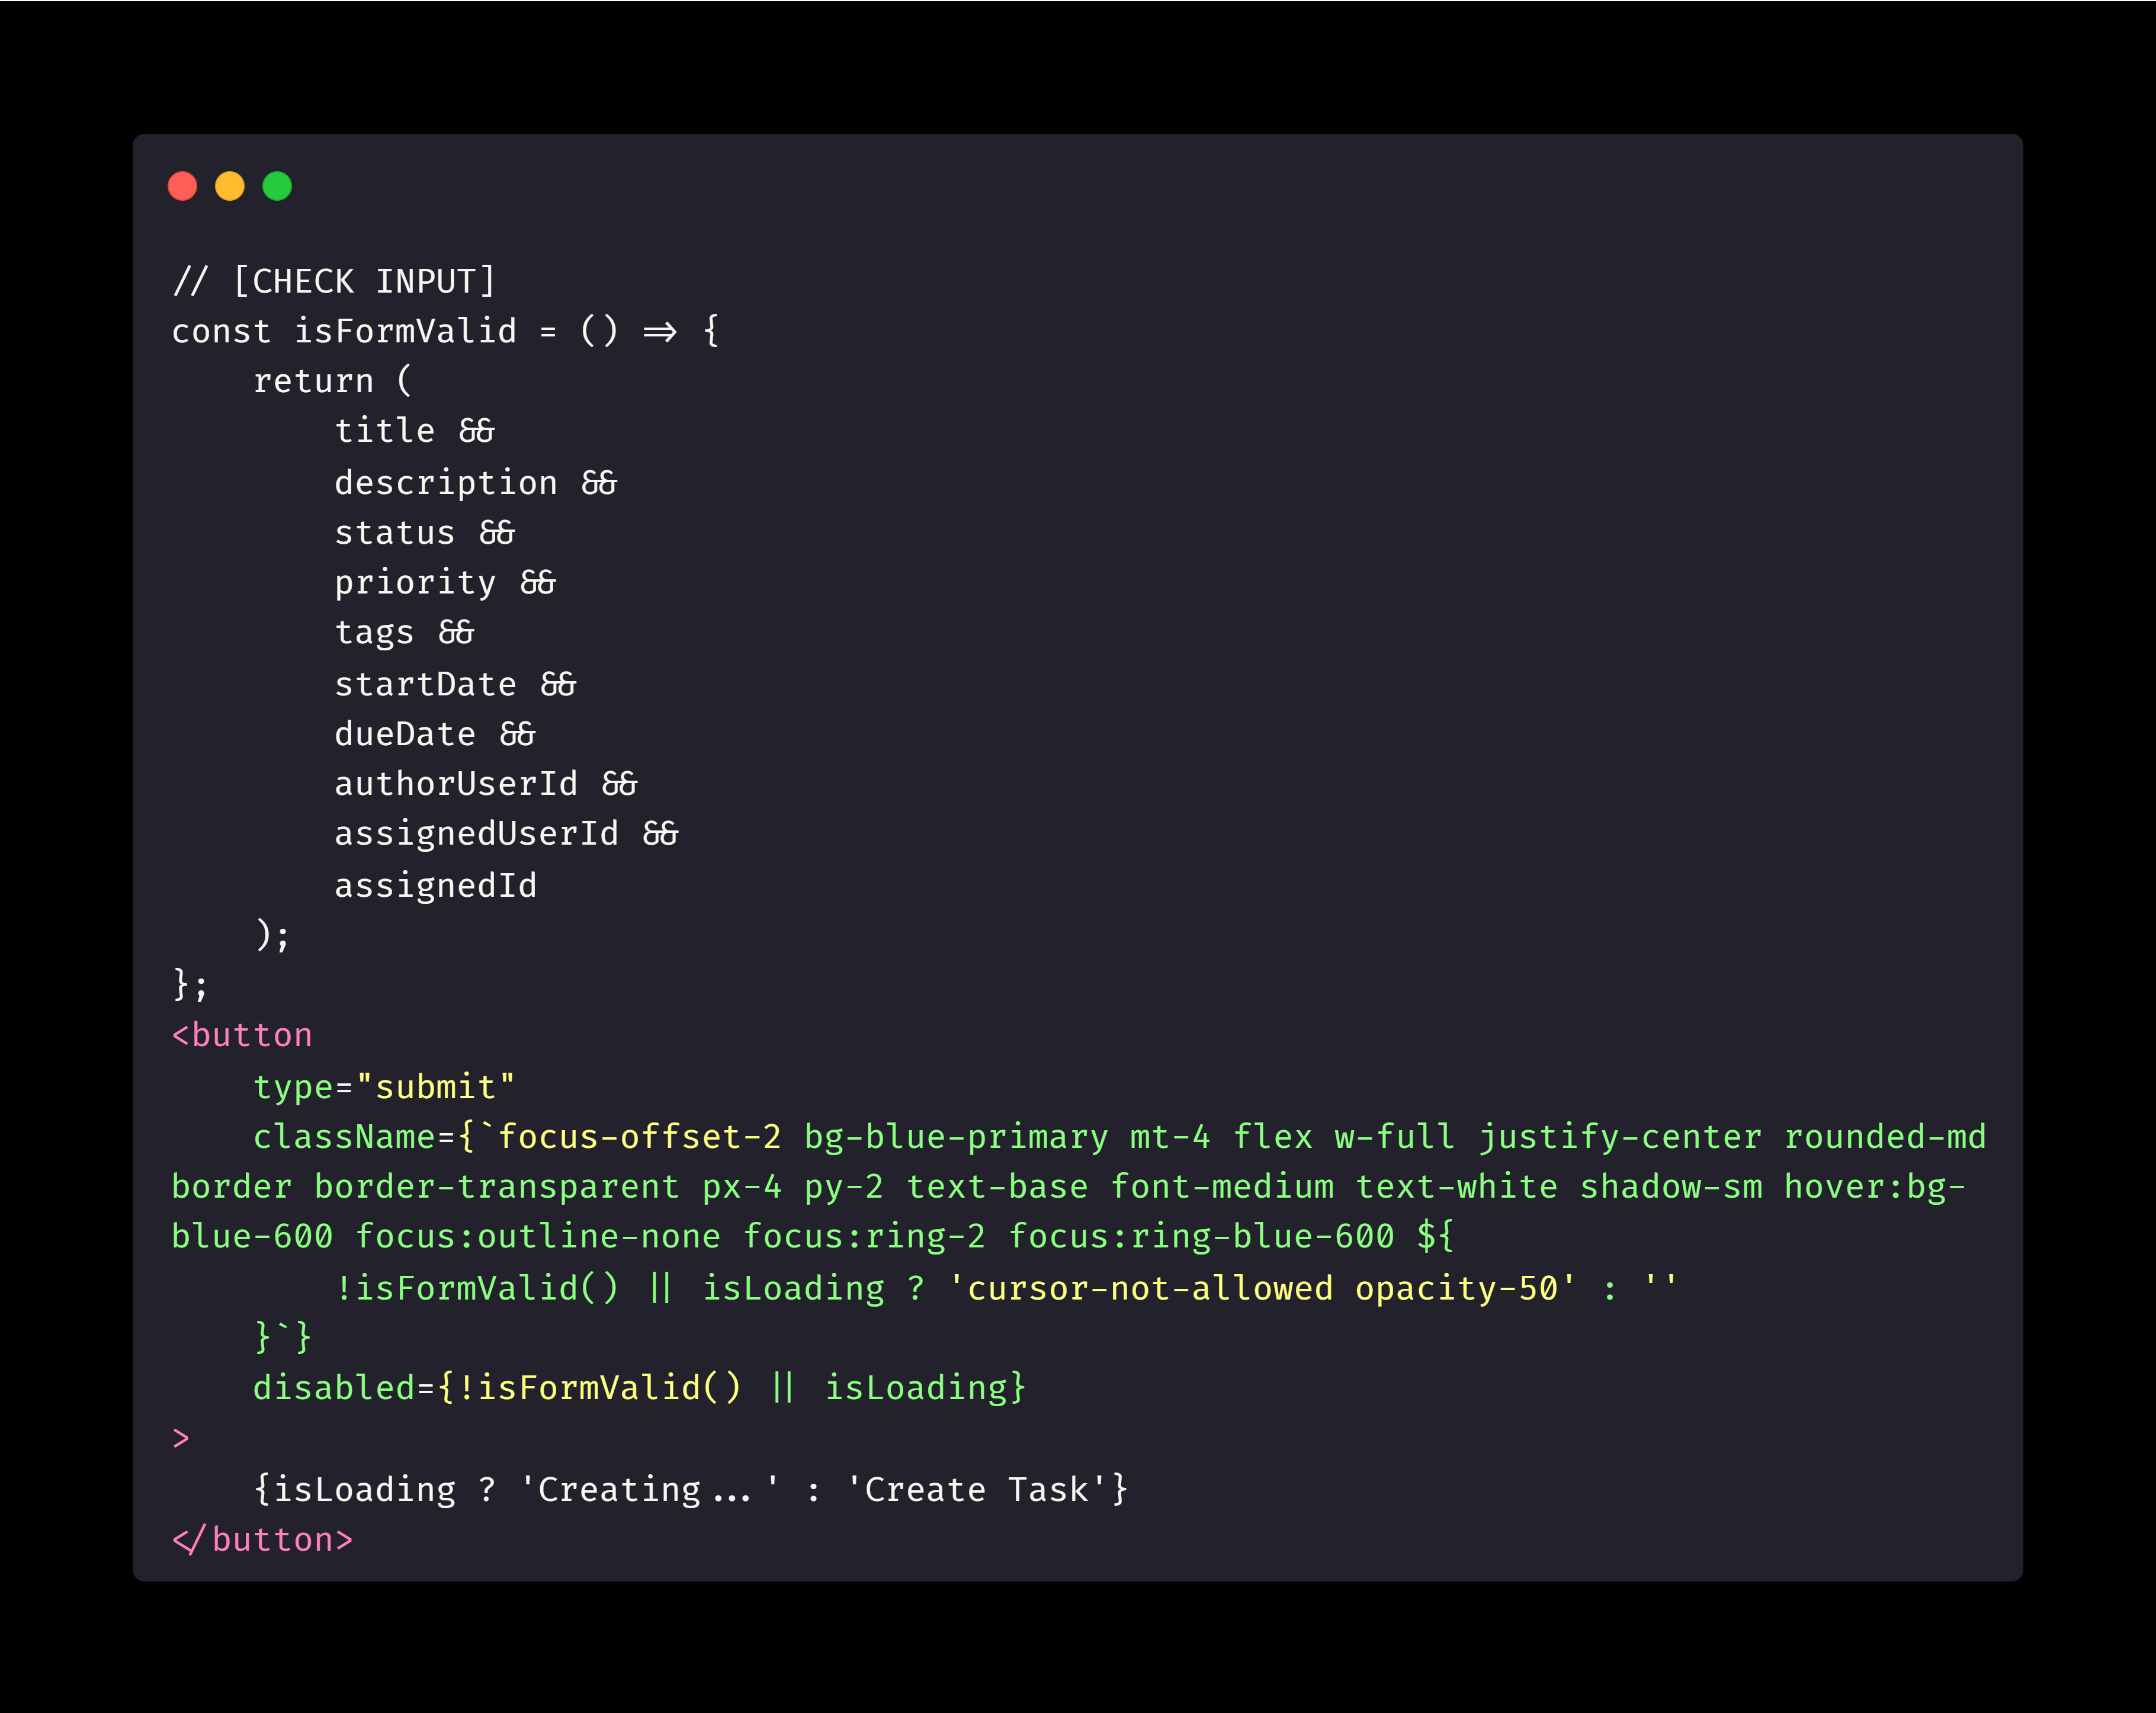 // [CHECK INPUT]
const isFormValid = () => {
    return (
        title &&
        description &&
        status &&
        priority &&
        tags &&
        startDate &&
        dueDate &&
        authorUserId &&
        assignedUserId &&
        assignedId
    );
};
<button
    type="submit"
    className={`focus-offset-2 bg-blue-primary mt-4 flex w-full justify-center rounded-md
border border-transparent px-4 py-2 text-base font-medium text-white shadow-sm hover:bg-
blue-600 focus:outline-none focus:ring-2 focus:ring-blue-600 ${
        !isFormValid() || isLoading ? 'cursor-not-allowed opacity-50' : ''
    }`}
    disabled={!isFormValid() || isLoading}
>
    {isLoading ? 'Creating...' : 'Create Task'}
</button>